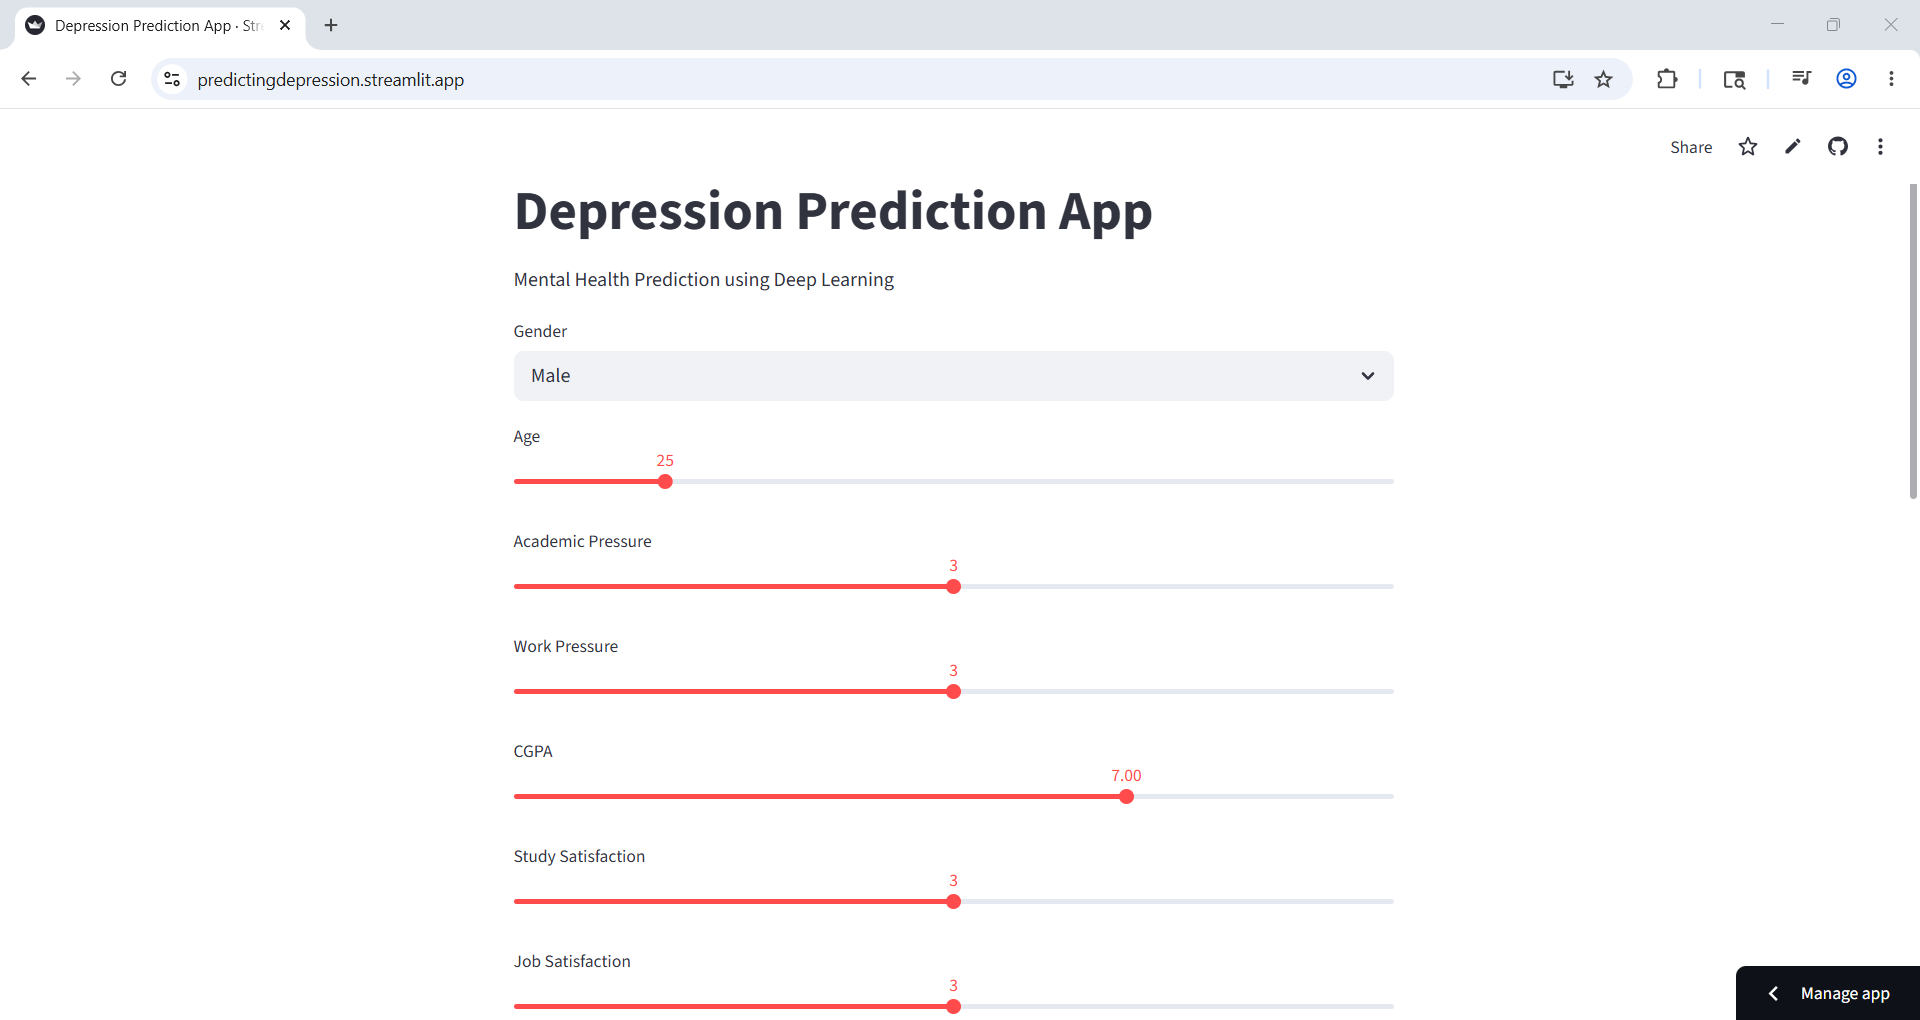 Depression Prediction App · Str
predictingdepression.streamlit.app
Share
Depression Prediction App
Mental Health Prediction using Deep Learning
Gender
Male
Age
25
Academic Pressure
3
Work Pressure
3
CGPA
7.00
Study Satisfaction
3
Job Satisfaction
3
Manage app